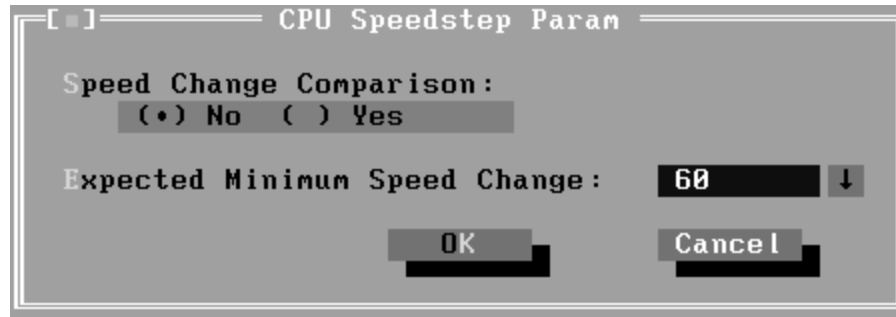 [■] CPU Speedstep Param
Speed Change Comparison:
(•) No ( ) Yes
Expected Minimum Speed Change: 60 ↓
OK Cancel